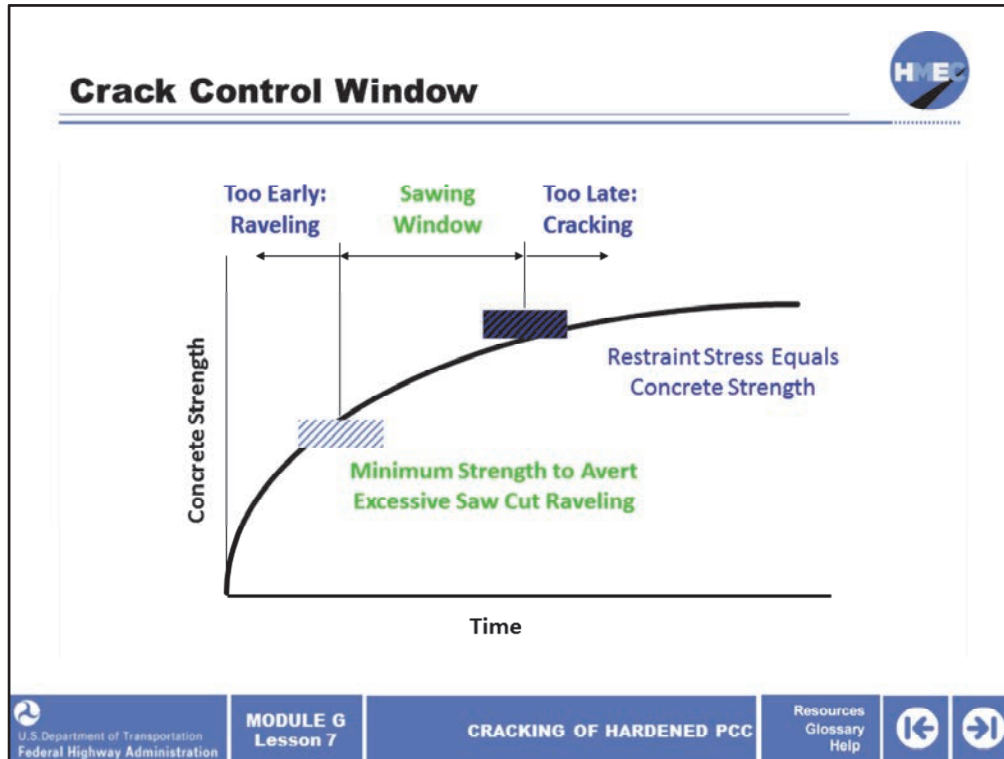 Crack Control Window
HMEC
Too Early:
Raveling
Sawing
Window
Too Late:
Cracking
Concrete Strength
Restraint Stress Equals
Concrete Strength
Minimum Strength to Avert
Excessive Saw Cut Raveling
Time
U.S.Department of Transportation
Federal Highway Administration
MODULE G
Lesson 7
CRACKING OF HARDENED PCC
Resources
Glossary
Help